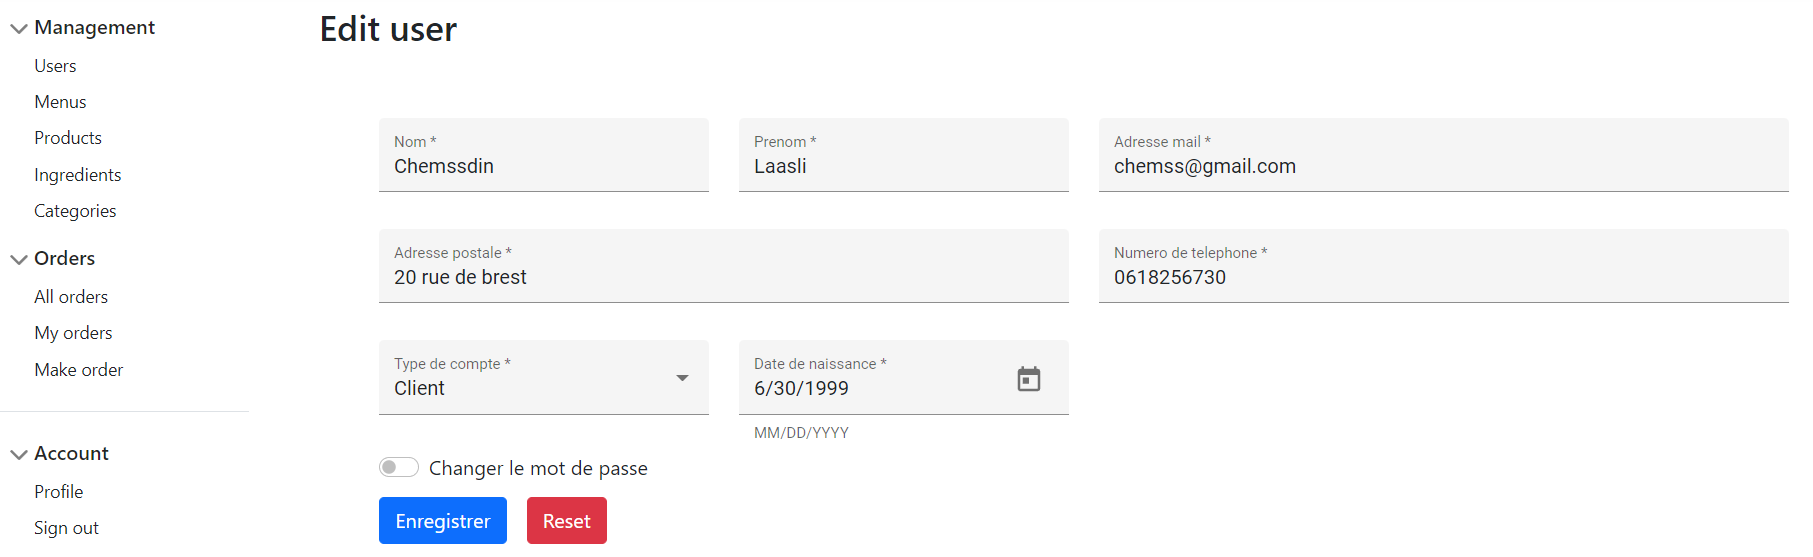 Management
Users
Menus
Products
Ingredients
Categories
Orders
All orders
My orders
Make order
Account
Profile
Sign out
Edit user
Nom *
Chemssdin
Prenom *
Laasli
Adresse mail *
chemss@gmail.com
Adresse postale *
20 rue de brest
Numero de telephone *
0618256730
Type de compte *
Client
Date de naissance *
6/30/1999
MM/DD/YYYY
Changer le mot de passe
Enregistrer
Reset